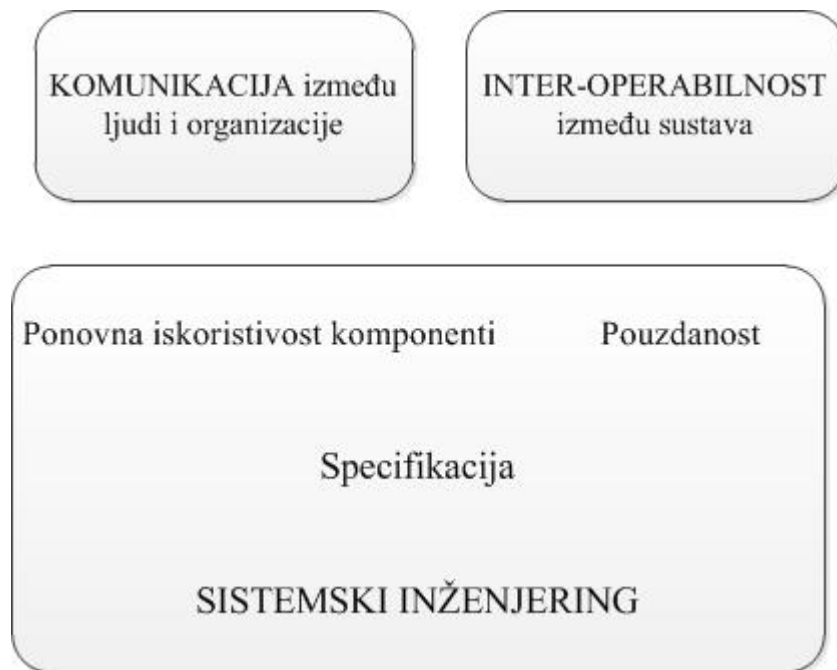 KOMUNIKACIJA između
ljudi i organizacije
INTER-OPERABILNOST
između sustava
Ponovna iskoristivost komponenti
Pouzdanost
Specifikacija
SISTEMSKI INŽENJERING